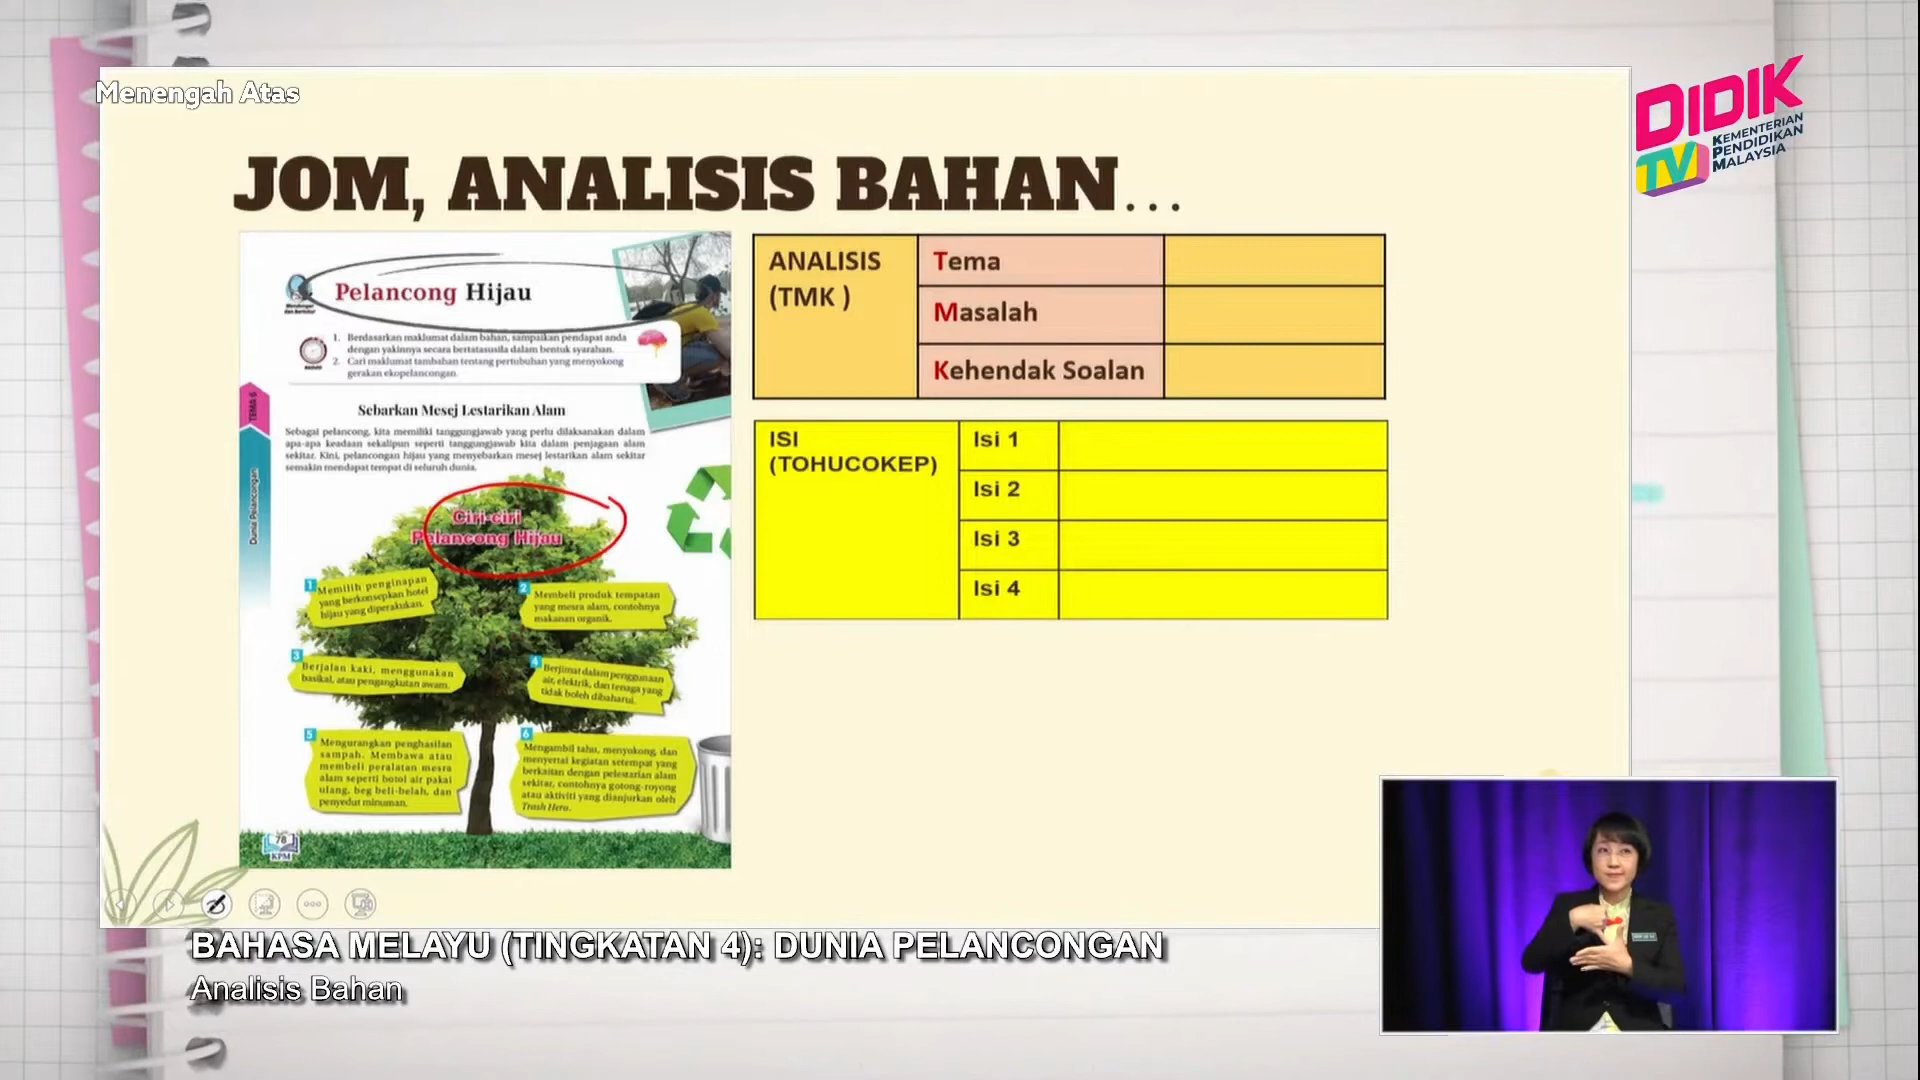 Menengah Atas
DIDIK
TV
KEMENTERIAN
PENDIDIKAN
MALAYSIA
JOM, ANALISIS BAHAN...
Pelancong Hijau
1. Berdasarkan maklumat dalam bahan, sampaikan pendapat anda
dengan yakinnya secara bertatasusila dalam bentuk syarahan.
2. Cari maklumat tambahan tentang pertubuhan yang menyokong
gerakan ekopelancongan.
TEMA 6
Dunia Pelancongan
Sebarkan Mesej Lestarikan Alam
Sebagai pelancong, kita memiliki tanggungjawab yang perlu dilaksanakan dalam
apa-apa keadaan sekalipun seperti tanggungjawab kita dalam penjagaan alam
sekitar. Kini, pelancongan hijau yang menyebarkan mesej lestarikan alam sekitar
semakin mendapat tempat di seluruh dunia.
Ciri-ciri
Pelancong Hijau
1
Memilih penginapan
yang berkonsepkan hotel
hijau yang diperakukan.
2
Membeli produk tempatan
yang mesra alam, contohnya
makanan organik.
3
Berjalan kaki, menggunakan
basikal, atau pengangkutan awam.
4
Berjimat dalam penggunaan
air, elektrik, dan tenaga yang
tidak boleh dibaharui.
5
Mengurangkan penghasilan
sampah. Membawa atau
membeli peralatan mesra
alam seperti botol air pakai
ulang, beg beli-belah, dan
penyedut minuman.
6
Mengambil tahu, menyokong, dan
menyertai kegiatan setempat yang
berkaitan dengan pelestarian alam
sekitar, contohnya gotong-royong
atau aktiviti yang dianjurkan oleh
Trash Hero.
78
KPM
ANALISIS
(TMK )
Tema
Masalah
Kehendak Soalan
ISI
(TOHUCOKEP)
Isi 1
Isi 2
Isi 3
Isi 4
BAHASA MELAYU (TINGKATAN 4): DUNIA PELANCONGAN
Analisis Bahan